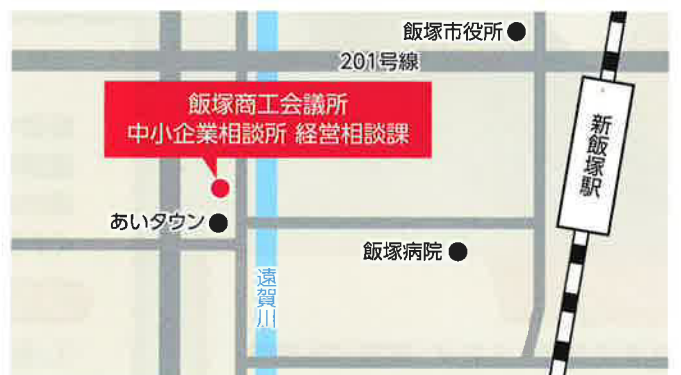 飯塚市役所
201号線
飯塚商工会議所
中小企業相談所 経営相談課
新飯塚駅
あいタウン
飯塚病院
遠賀川